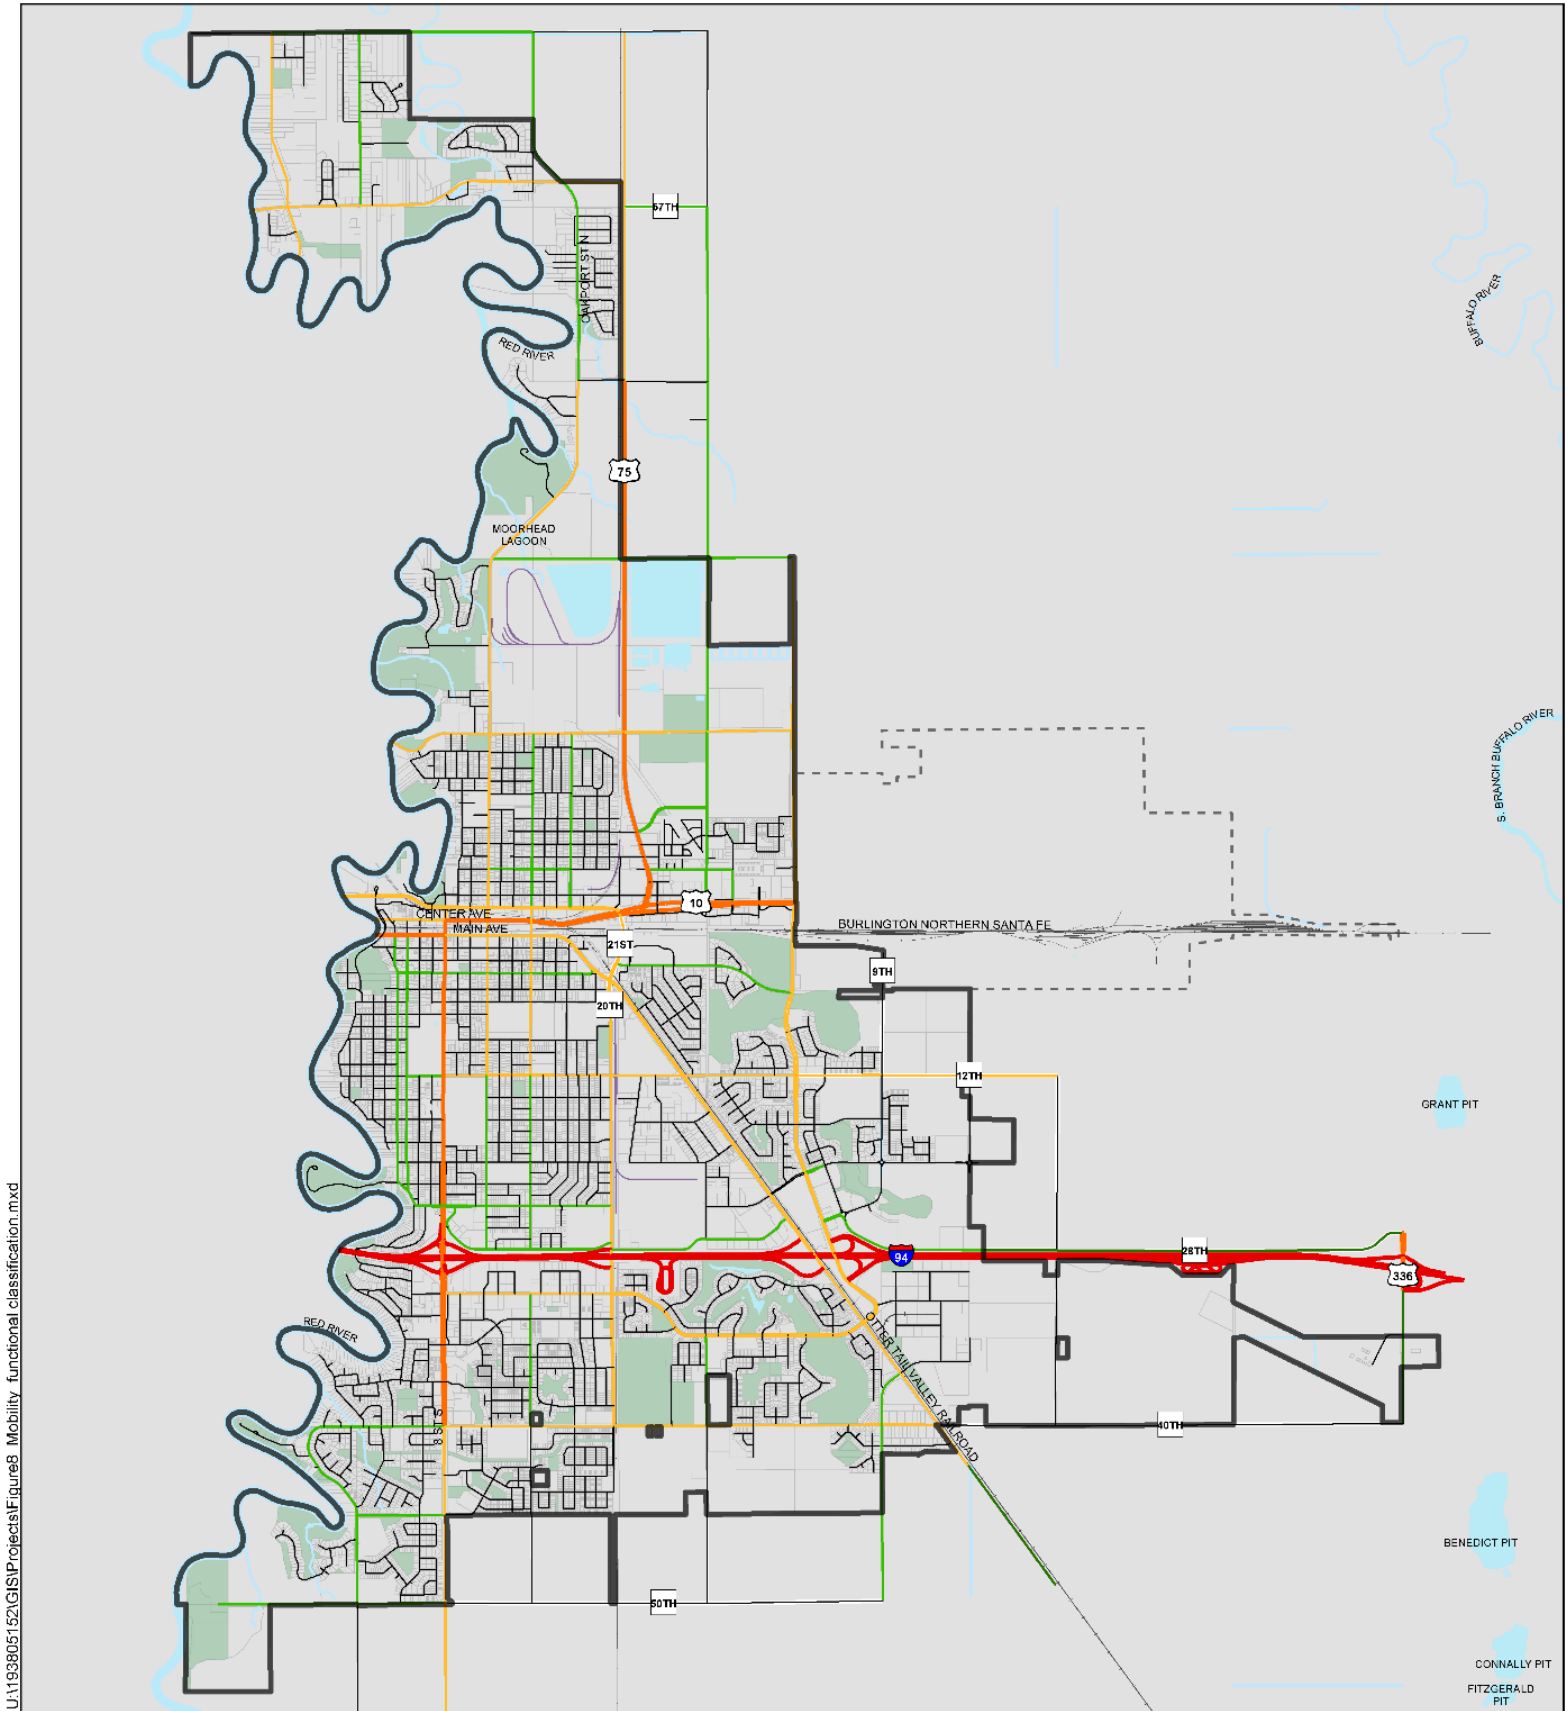 67TH
OAKPORT ST N
BUFFALO RIVER
RED RIVER
75
MOORHEAD
LAGOON
S. BRANCH BUFFALO RIVER
10
CENTER AVE
MAIN AVE
BURLINGTON NORTHERN SANTA FE
21ST
9TH
20TH
12TH
GRANT PIT
28TH
94
336
RED RIVER
OTTER TAIL VALLEY RAILROAD
8 ST S
40TH
BENEDICT PIT
50TH
CONNALLY PIT
FITZGERALD
PIT
U:\193805152\GIS\Projects\Figure8_Mobility_functional classification.mxd